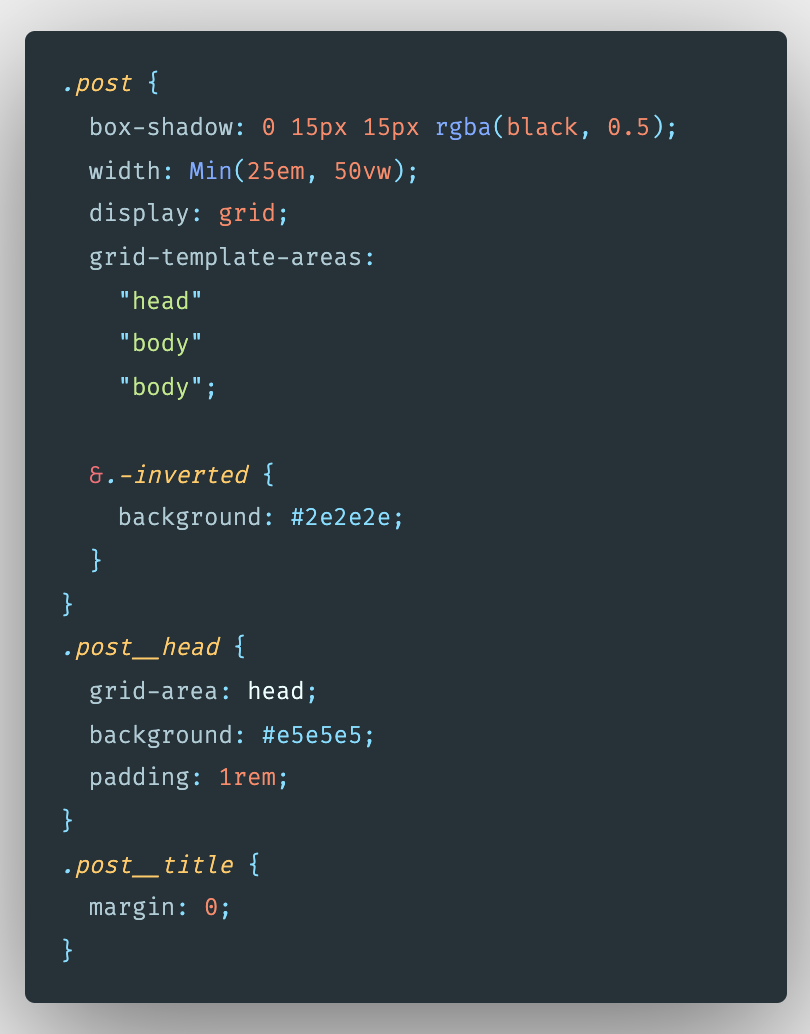 .post {
  box-shadow: 0 15px 15px rgba(black, 0.5);
  width: Min(25em, 50vw);
  display: grid;
  grid-template-areas:
    "head"
    "body"
    "body";

  &.-inverted {
    background: #2e2e2e;
  }
}
.post__head {
  grid-area: head;
  background: #e5e5e5;
  padding: 1rem;
}
.post__title {
  margin: 0;
}